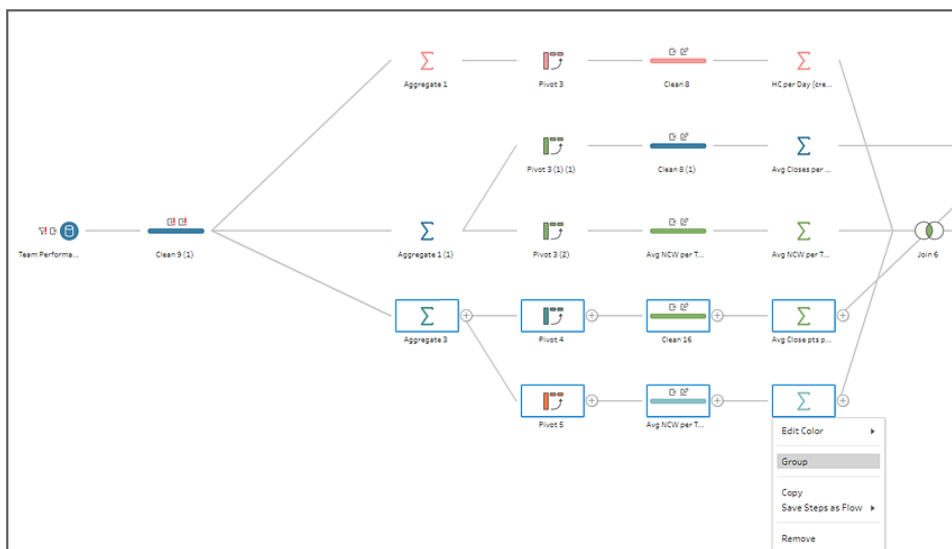 Aggregate 1
Pivot 3
Clean 8
HC per Day (cre...
Pivot 3 (1) (1)
Clean 8 (1)
Avg Closes per ...
Team Performa...
Clean 9 (1)
Aggregate 1 (1)
Pivot 3 (2)
Avg NCW per T...
Avg NCW per T...
Join 6
Aggregate 3
Pivot 4
Clean 16
Avg Close pts p...
Pivot 5
Avg NCW per T...
Edit Color
Group
Copy
Save Steps as Flow
Remove